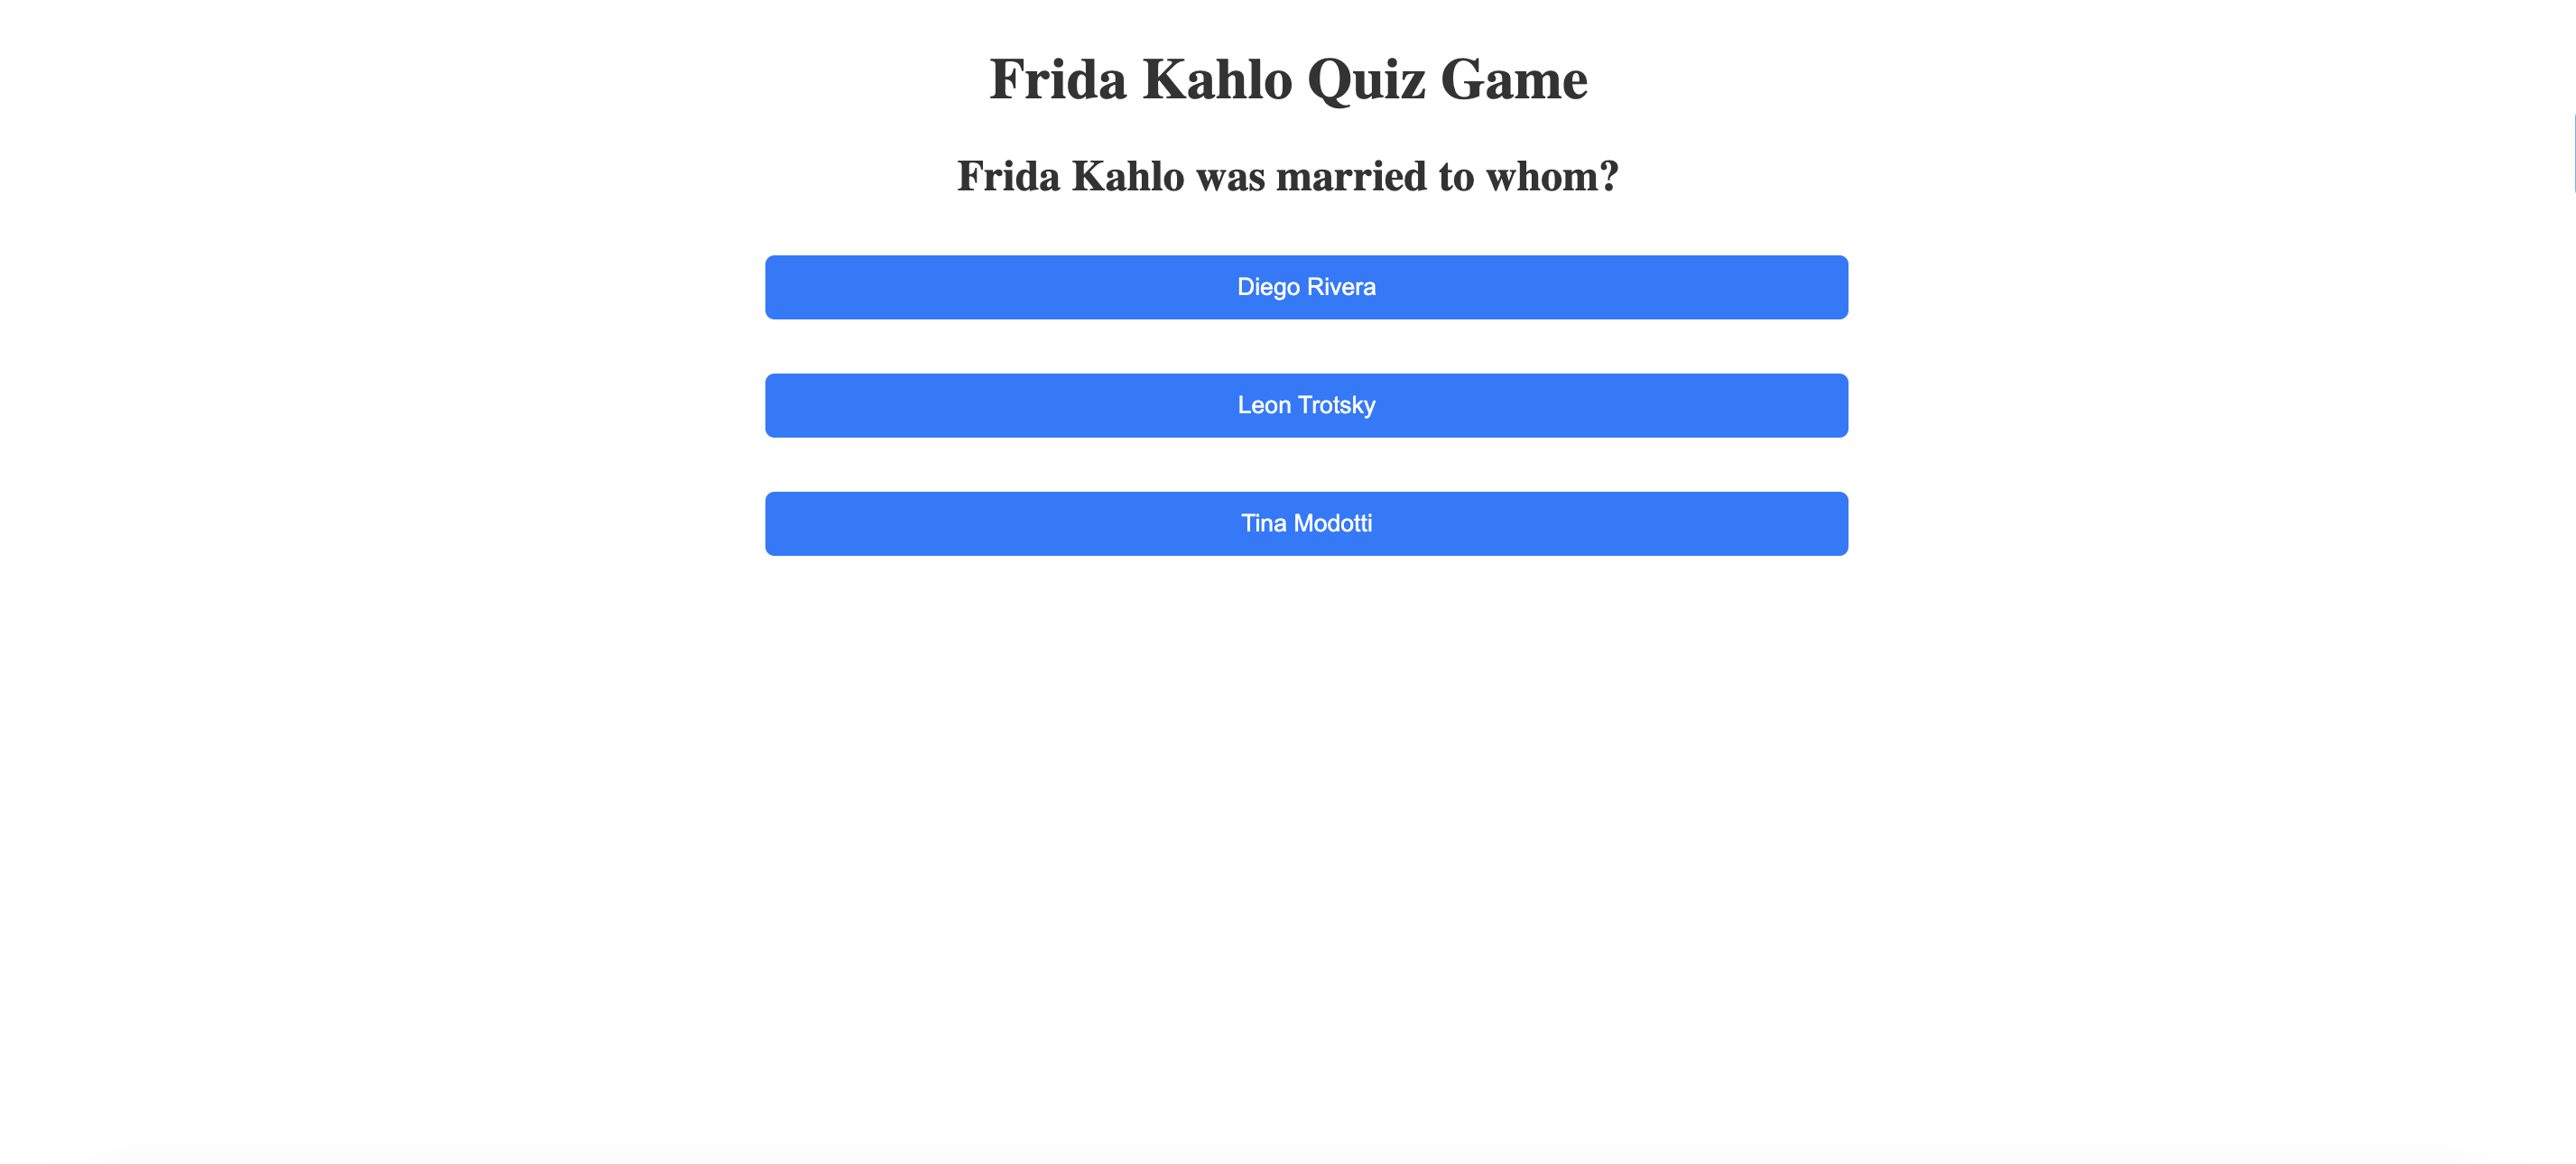 Frida Kahlo Quiz Game
Frida Kahlo was married to whom?
Diego Rivera
Leon Trotsky
Tina Modotti